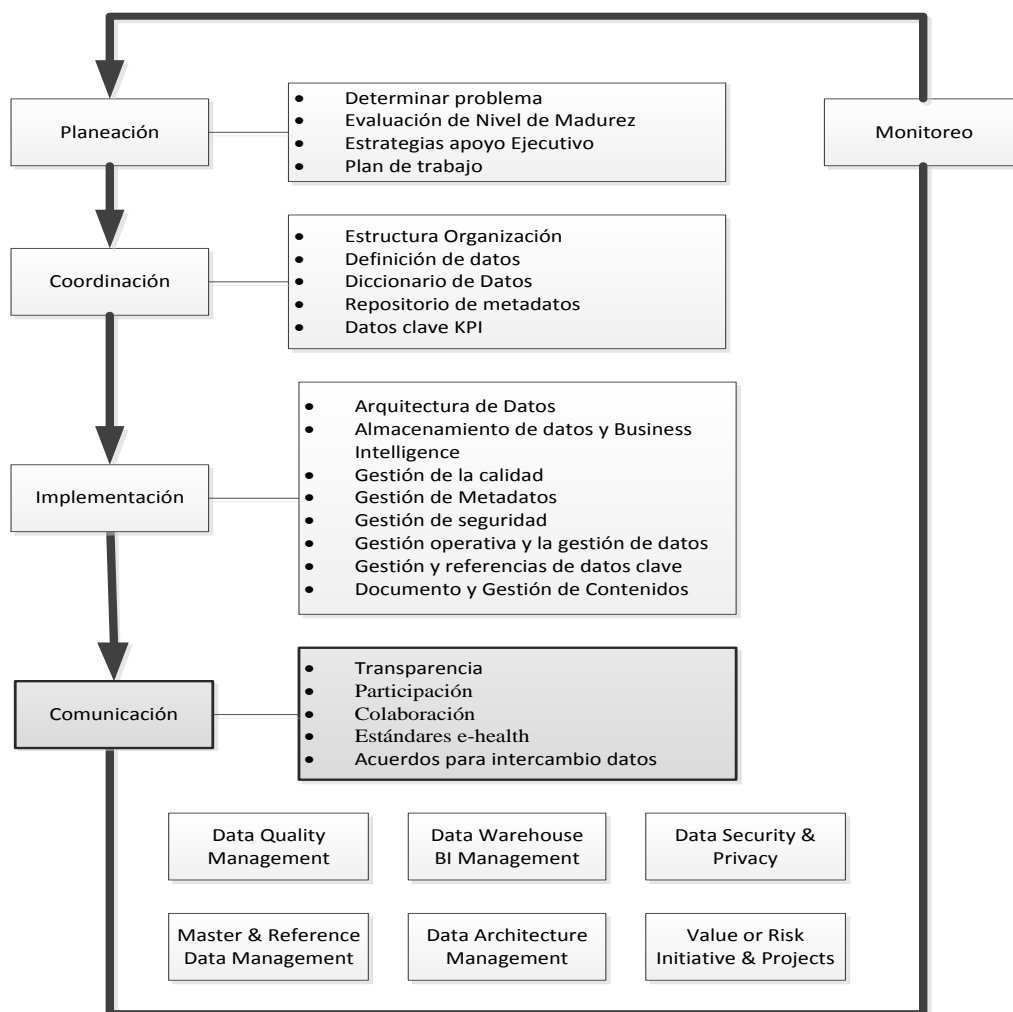 Planeación
• Determinar problema
• Evaluación de Nivel de Madurez
• Estrategias apoyo Ejecutivo
• Plan de trabajo
Monitoreo
Coordinación
• Estructura Organización
• Definición de datos
• Diccionario de Datos
• Repositorio de metadatos
• Datos clave KPI
Implementación
• Arquitectura de Datos
• Almacenamiento de datos y Business
Intelligence
• Gestión de la calidad
• Gestión de Metadatos
• Gestión de seguridad
• Gestión operativa y la gestión de datos
• Gestión y referencias de datos clave
• Documento y Gestión de Contenidos
Comunicación
• Transparencia
• Participación
• Colaboración
• Estándares e-health
• Acuerdos para intercambio datos
Data Quality
Management
Data Warehouse
BI Management
Data Security &
Privacy
Master & Reference
Data Management
Data Architecture
Management
Value or Risk
Initiative & Projects